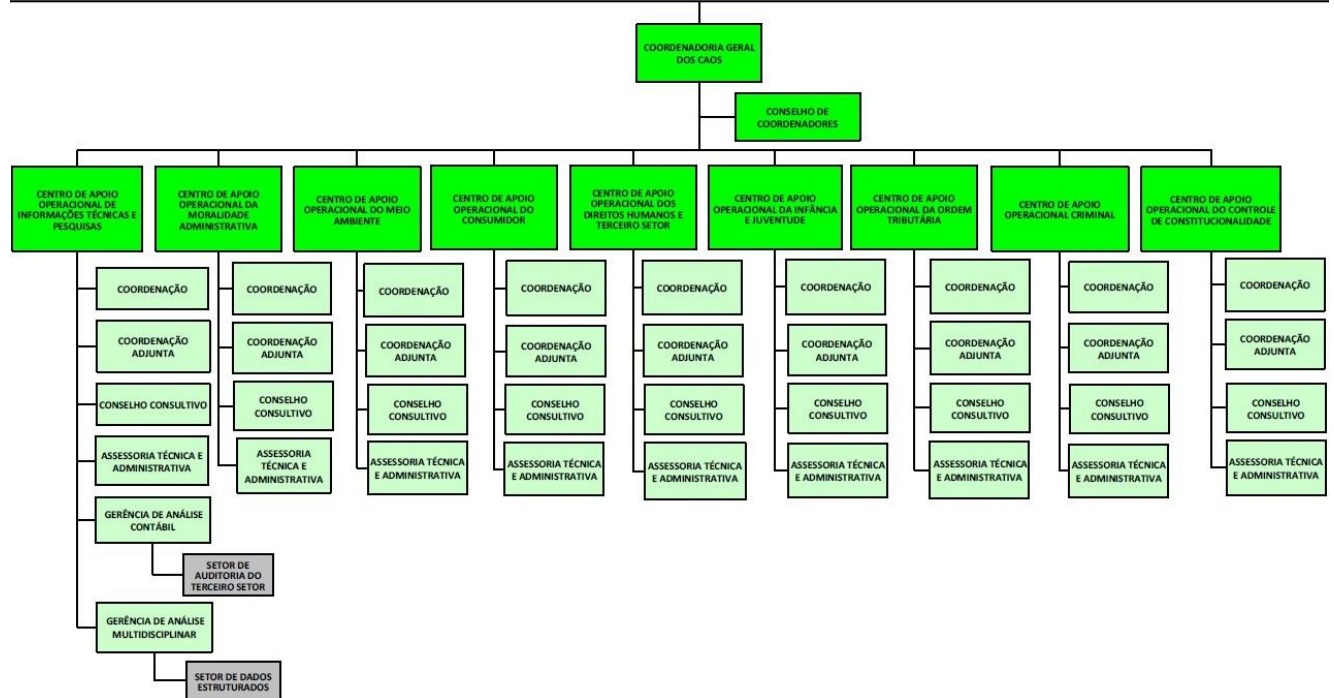 COORDENADORIA GERAL
DOS CAOS
CONSELHO DE
COORDENADORES
CENTRO DE APOIO
OPERACIONAL DE
INFORMAÇÕES TÉCNICAS E
PESQUISAS
CENTRO DE APOIO
OPERACIONAL DA
MORALIDADE
ADMINISTRATIVA
CENTRO DE APOIO
OPERACIONAL DO MEIO
AMBIENTE
CENTRO DE APOIO
OPERACIONAL DO
CONSUMIDOR
CENTRO DE APOIO
OPERACIONAL DOS
DIREITOS HUMANOS E
TERCEIRO SETOR
CENTRO DE APOIO
OPERACIONAL DA INFÂNCIA
E JUVENTUDE
CENTRO DE APOIO
OPERACIONAL DA ORDEM
TRIBUTÁRIA
CENTRO DE APOIO
OPERACIONAL CRIMINAL
CENTRO DE APOIO
OPERACIONAL DO CONTROLE
DE CONSTITUCIONALIDADE
COORDENAÇÃO
COORDENAÇÃO
ADJUNTA
CONSELHO CONSULTIVO
ASSESSORIA TÉCNICA E
ADMINISTRATIVA
GERÊNCIA DE ANÁLISE
CONTÁBIL
SETOR DE
AUDITORIA DO
TERCEIRO SETOR
GERÊNCIA DE ANÁLISE
MULTIDISCIPLINAR
SETOR DE DADOS
ESTRUTURADOS
COORDENAÇÃO
COORDENAÇÃO
ADJUNTA
CONSELHO
CONSULTIVO
ASSESSORIA
TÉCNICA E
ADMINISTRATIVA
COORDENAÇÃO
COORDENAÇÃO
ADJUNTA
CONSELHO
CONSULTIVO
ASSESSORIA TÉCNICA
E ADMINISTRATIVA
COORDENAÇÃO
COORDENAÇÃO
ADJUNTA
CONSELHO
CONSULTIVO
ASSESSORIA TÉCNICA
E ADMINISTRATIVA
COORDENAÇÃO
COORDENAÇÃO
ADJUNTA
CONSELHO
CONSULTIVO
ASSESSORIA TÉCNICA
E ADMINISTRATIVA
COORDENAÇÃO
COORDENAÇÃO
ADJUNTA
CONSELHO
CONSULTIVO
ASSESSORIA TÉCNICA
E ADMINISTRATIVA
COORDENAÇÃO
COORDENAÇÃO
ADJUNTA
CONSELHO
CONSULTIVO
ASSESSORIA TÉCNICA
E ADMINISTRATIVA
COORDENAÇÃO
COORDENAÇÃO
ADJUNTA
CONSELHO
CONSULTIVO
ASSESSORIA TÉCNICA
E ADMINISTRATIVA
COORDENAÇÃO
COORDENAÇÃO
ADJUNTA
CONSELHO
CONSULTIVO
ASSESSORIA TÉCNICA
E ADMINISTRATIVA